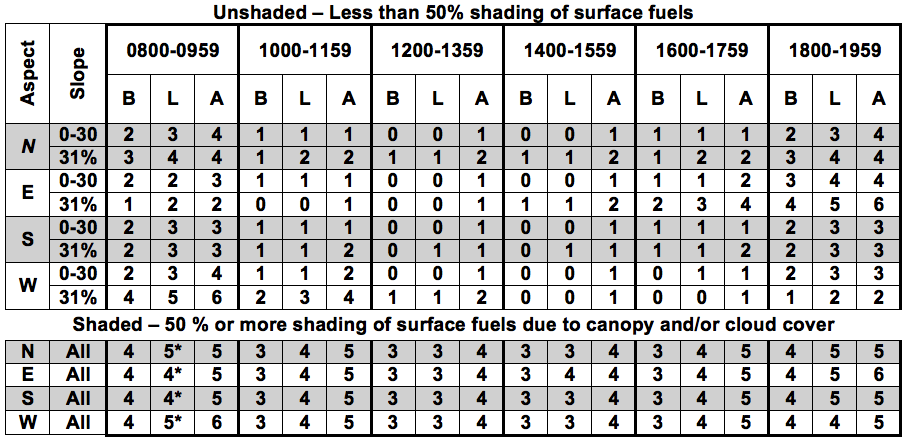 Unshaded – Less than 50% shading of surface fuels
Aspect Slope 0800-0959 1000-1159 1200-1359 1400-1559 1600-1759 1800-1959
B L A B L A B L A B L A B L A B L A
N 0-30 2 3 4 1 1 1 0 0 1 0 0 1 1 1 1 2 3 4
31% 3 4 4 1 2 2 1 1 2 1 1 2 1 2 2 3 4 4
E 0-30 2 2 3 1 1 1 0 0 1 0 0 1 1 1 2 3 4 4
31% 1 2 2 0 0 1 0 0 1 1 1 2 2 3 4 4 5 6
S 0-30 2 3 3 1 1 1 0 0 1 0 0 1 1 1 1 2 3 3
31% 2 3 3 1 1 2 0 1 1 0 1 1 1 1 2 2 3 3
W 0-30 2 3 4 1 1 2 0 0 1 0 0 1 0 1 1 2 3 3
31% 4 5 6 2 3 4 1 1 2 0 0 1 0 0 1 1 2 2
Shaded – 50 % or more shading of surface fuels due to canopy and/or cloud cover
N All 4 5* 5 3 4 5 3 3 4 3 3 4 3 4 5 4 5 5
E All 4 4* 5 3 4 5 3 3 4 3 4 4 3 4 5 4 5 6
S All 4 4* 5 3 4 5 3 3 4 3 3 4 3 4 5 4 5 5
W All 4 5* 6 3 4 5 3 3 4 3 3 4 3 4 5 4 4 5